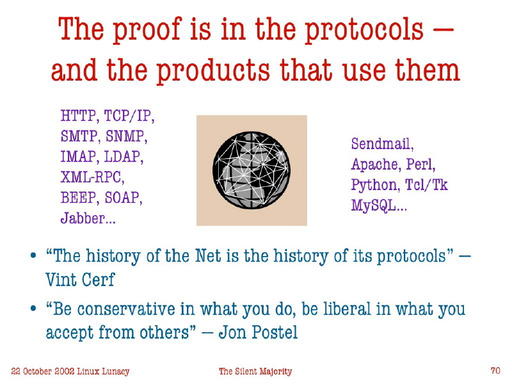 The proof is in the protocols —
and the products that use them
HTTP, TCP/IP,
SMTP, SNMP,
IMAP, LDAP,
XML-RPC,
BEEP, SOAP,
Jabber...
Sendmail,
Apache, Perl,
Python, Tcl/Tk
MySQL...
• “The history of the Net is the history of its protocols” —
Vint Cerf
• “Be conservative in what you do, be liberal in what you
accept from others” — Jon Postel
22 October 2002 Linux Lunacy
The Silent Majority
70